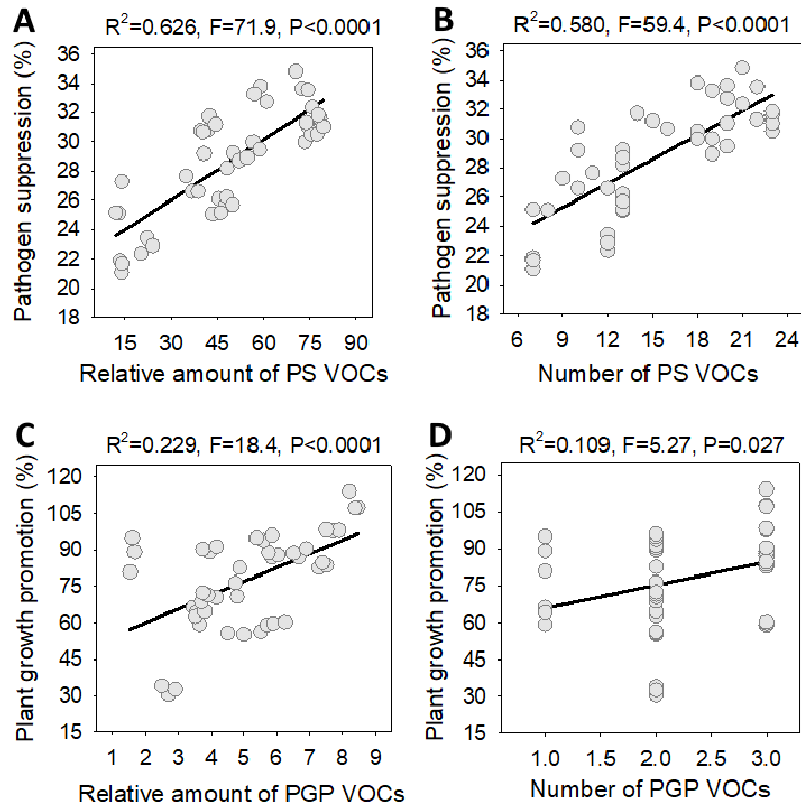 A
R²=0.626, F=71.9, P<0.0001
Pathogen suppression (%)
36
34
32
30
28
26
24
22
20
18
15 30 45 60 75 90
Relative amount of PS VOCs
B
R²=0.580, F=59.4, P<0.0001
Pathogen suppression (%)
36
34
32
30
28
26
24
22
20
18
6 9 12 15 18 21 24
Number of PS VOCs
C
R²=0.229, F=18.4, P<0.0001
Plant growth promotion (%)
120
105
90
75
60
45
30
15
1 2 3 4 5 6 7 8 9
Relative amount of PGP VOCs
D
R²=0.109, F=5.27, P=0.027
Plant growth promotion (%)
120
105
90
75
60
45
30
15
1.0 1.5 2.0 2.5 3.0
Number of PGP VOCs